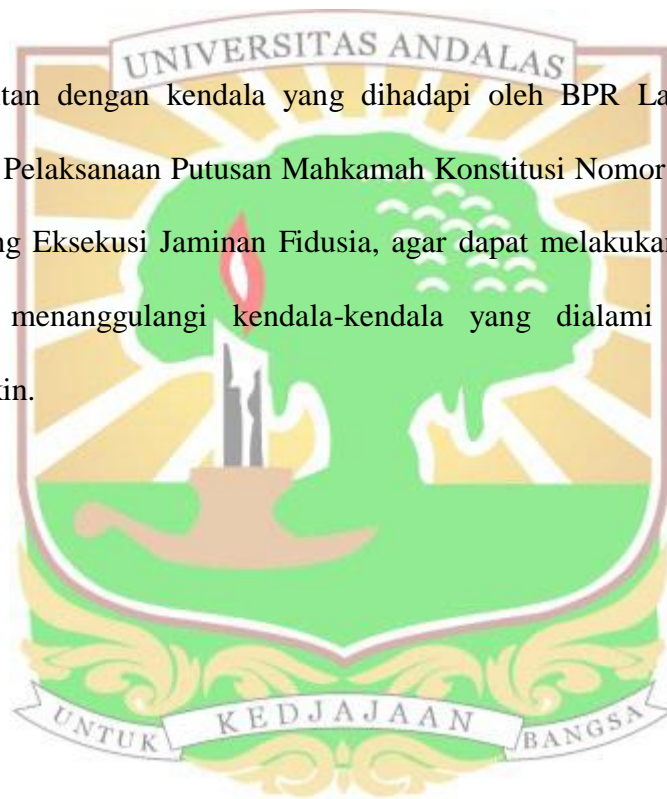 UNIVERSITAS ANDALAS
tan dengan kendala yang dihadapi oleh BPR La
Pelaksanaan Putusan Mahkamah Konstitusi Nomor
ng Eksekusi Jaminan Fidusia, agar dapat melakukan
menanggulangi kendala-kendala yang dialami
kin.
UNTUK KEDJAJAAN BANGSA